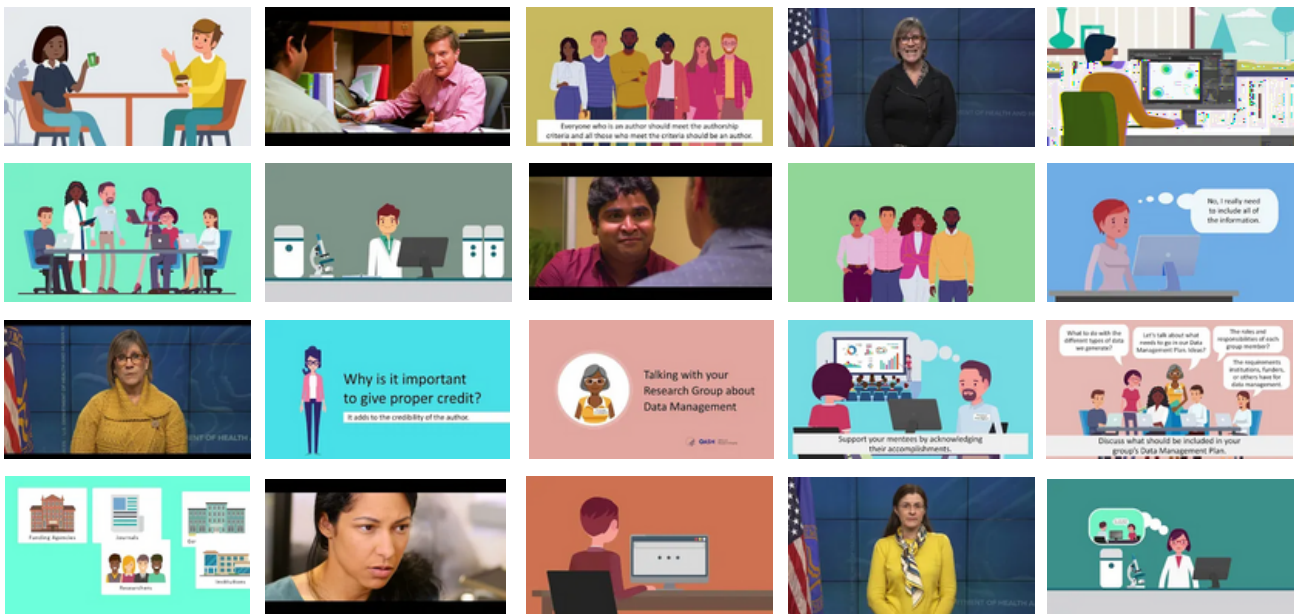 Everyone who is an author should meet the authorship
criteria and all those who meet the criteria should be an author.
No, I really need
to include all of
the information.
Why is it important
to give proper credit?
It adds to the credibility of the author.
Talking with your
Research Group about
Data Management
Support your mentees by acknowledging
their accomplishments.
What to do with the
different types of data
we generate?
Let's talk about what
needs to go in our Data
Management Plan. Ideas?
The roles and
responsibilities of each
group member?
The requirements
institutions, funders,
or others have for
data management.
Discuss what should be included in your
group's Data Management Plan.
Funding Agencies
Journals
Researchers
Institutions